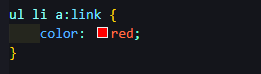 ul li a:link {
    color: red;
}